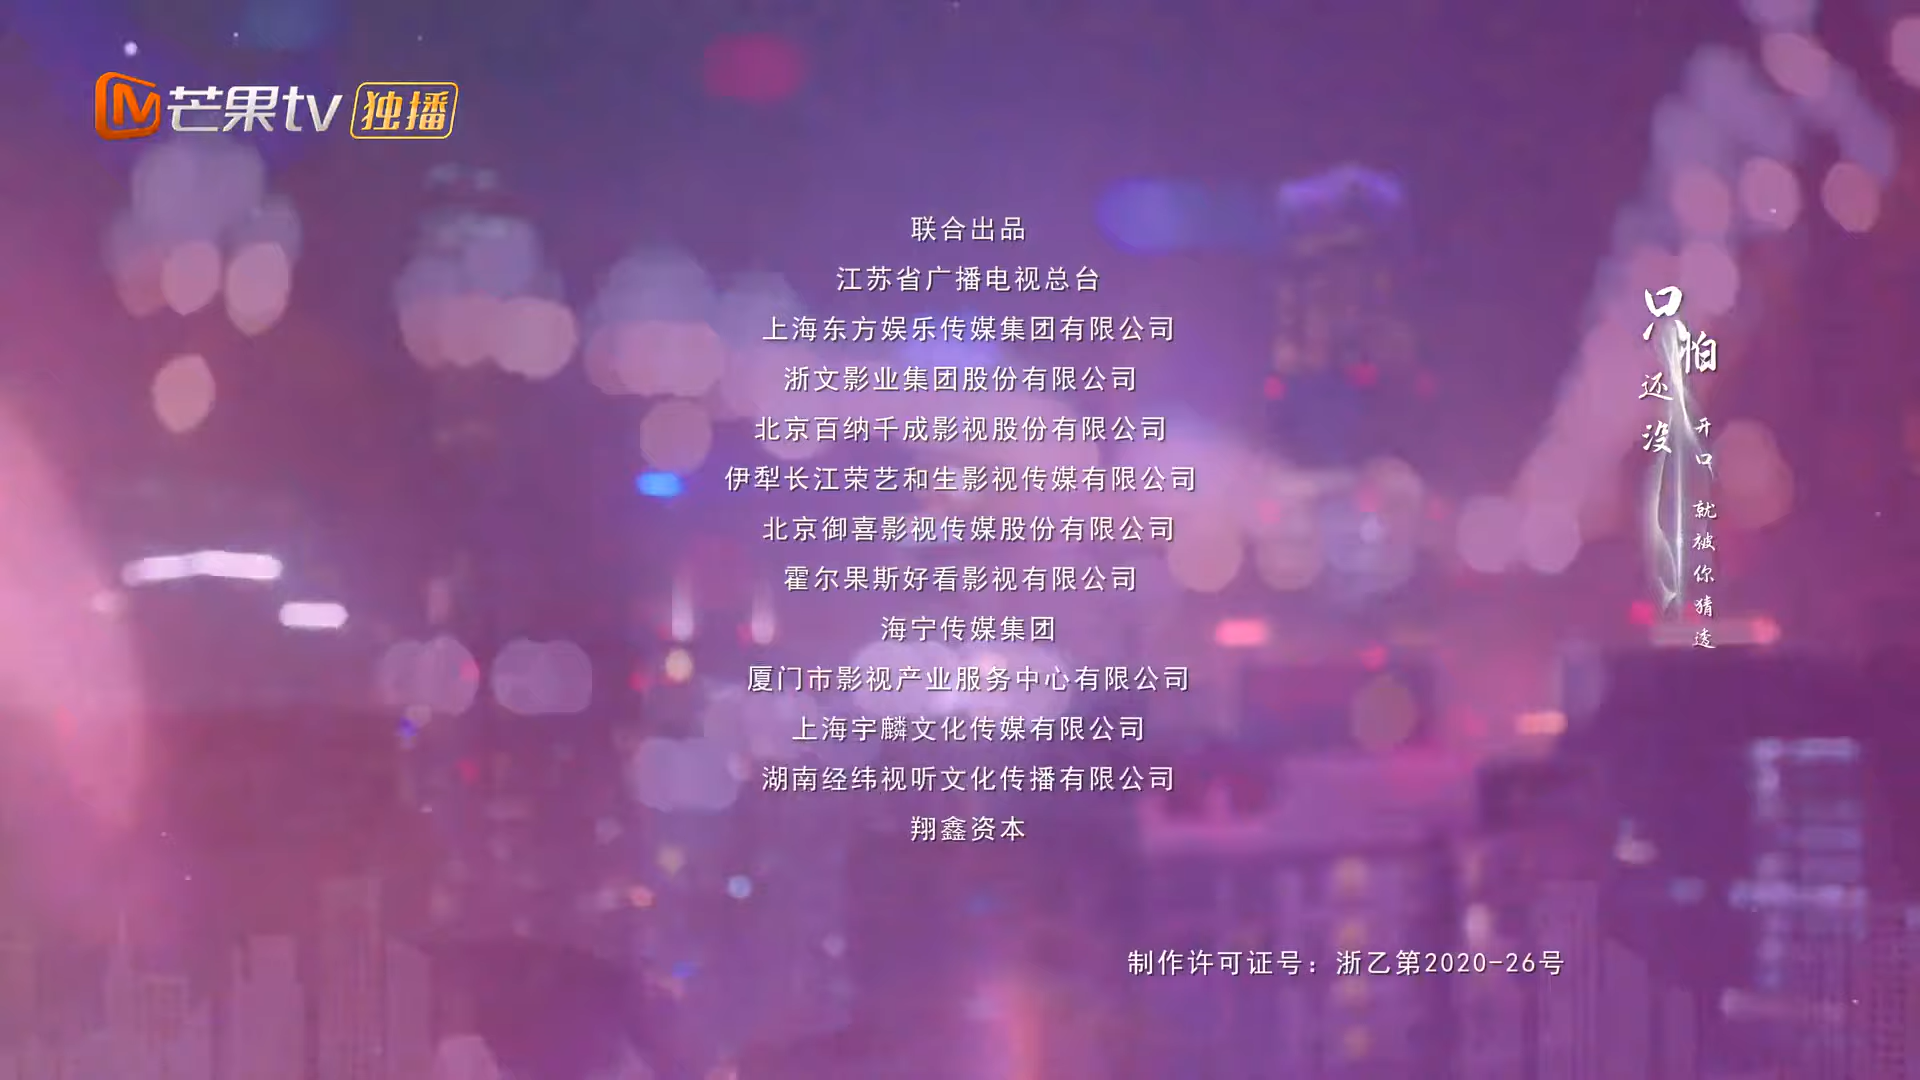 芒果tv 独播
联合出品
江苏省广播电视总台
上海东方娱乐传媒集团有限公司
浙文影业集团股份有限公司
北京百纳千成影视股份有限公司
伊犁长江荣艺和生影视传媒有限公司
北京御喜影视传媒股份有限公司
霍尔果斯好看影视有限公司
海宁传媒集团
厦门市影视产业服务中心有限公司
上海宇麟文化传媒有限公司
湖南经纬视听文化传播有限公司
翔鑫资本
只怕
还没
开口
就被你猜透
制作许可证号：浙乙第2020-26号